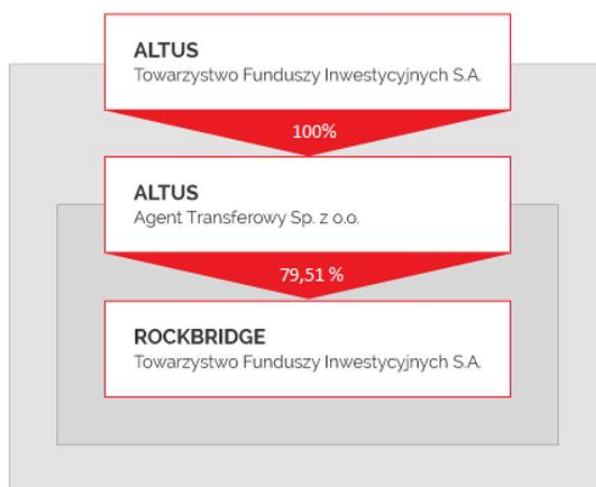 ALTUS
Towarzystwo Funduszy Inwestycyjnych S.A.
100%
ALTUS
Agent Transferowy Sp. z o.o.
79,51 %
ROCKBRIDGE
Towarzystwo Funduszy Inwestycyjnych S.A.